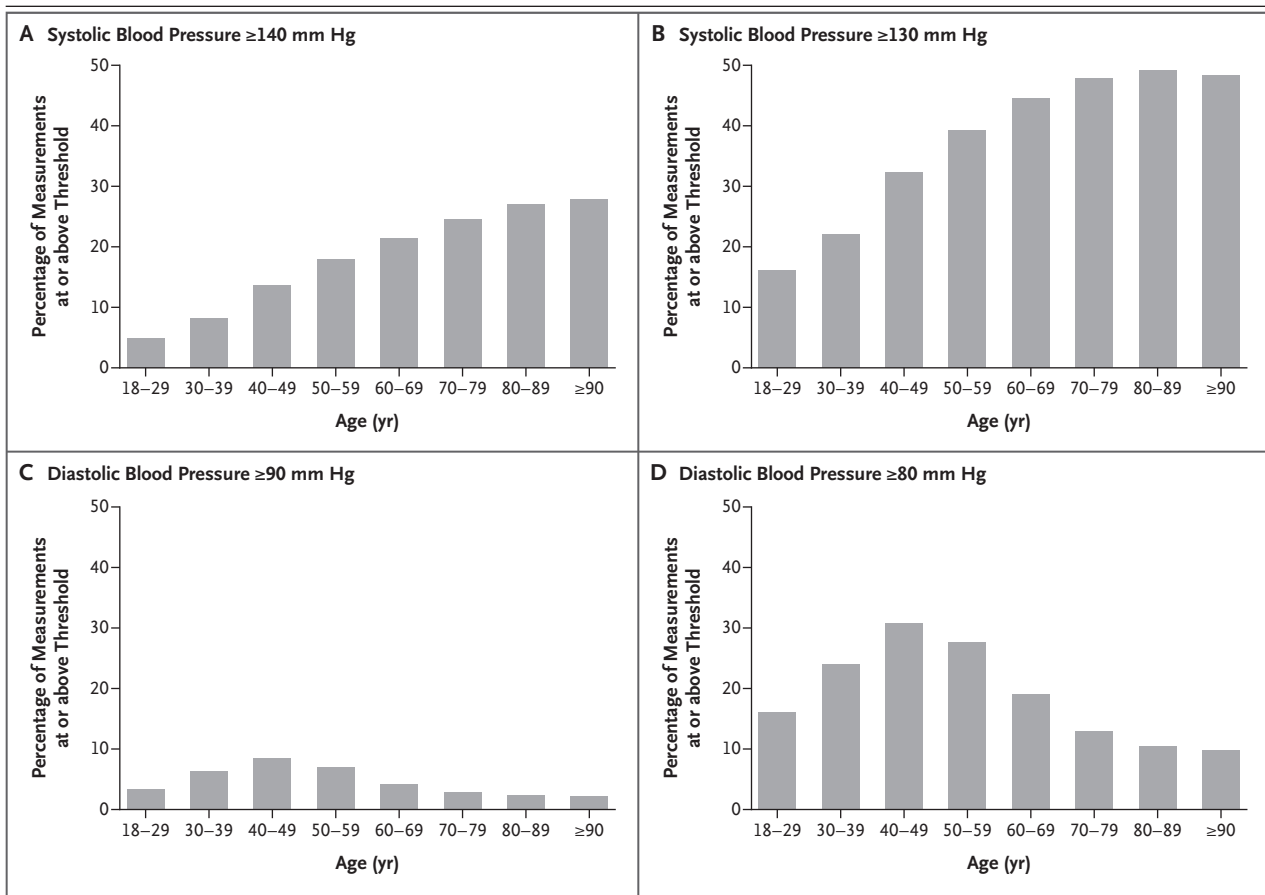 A Systolic Blood Pressure ≥140 mm Hg
Percentage of Measurements
at or above Threshold
50
40
30
20
10
0
18–29 30–39 40–49 50–59 60–69 70–79 80–89 ≥90
Age (yr)
B Systolic Blood Pressure ≥130 mm Hg
Percentage of Measurements
at or above Threshold
50
40
30
20
10
0
18–29 30–39 40–49 50–59 60–69 70–79 80–89 ≥90
Age (yr)
C Diastolic Blood Pressure ≥90 mm Hg
Percentage of Measurements
at or above Threshold
50
40
30
20
10
0
18–29 30–39 40–49 50–59 60–69 70–79 80–89 ≥90
Age (yr)
D Diastolic Blood Pressure ≥80 mm Hg
Percentage of Measurements
at or above Threshold
50
40
30
20
10
0
18–29 30–39 40–49 50–59 60–69 70–79 80–89 ≥90
Age (yr)